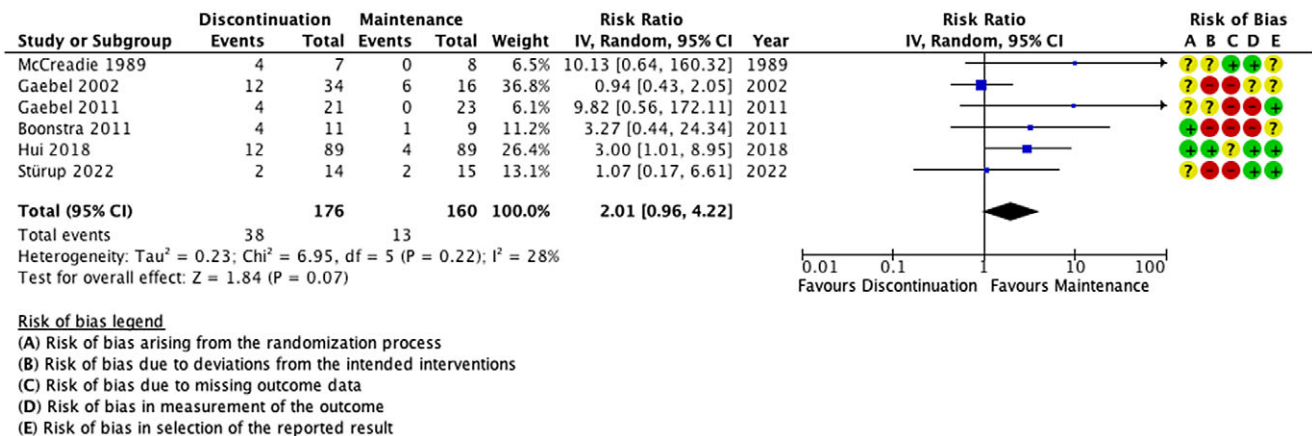 Discontinuation Maintenance Risk Ratio Risk Ratio Risk of Bias
Study or Subgroup Events Total Events Total Weight IV, Random, 95% CI Year IV, Random, 95% CI A B C D E
McCreadie 1989 4 7 0 8 6.5% 10.13 [0.64, 160.32] 1989 ? ? + + ?
Gaebel 2002 12 34 6 16 36.8% 0.94 [0.43, 2.05] 2002 ? - - ? ?
Gaebel 2011 4 21 0 23 6.1% 9.82 [0.56, 172.11] 2011 ? ? - - +
Boonstra 2011 4 11 1 9 11.2% 3.27 [0.44, 24.34] 2011 + - - - ?
Hui 2018 12 89 4 89 26.4% 3.00 [1.01, 8.95] 2018 + + ? + +
Stürup 2022 2 14 2 15 13.1% 1.07 [0.17, 6.61] 2022 ? - - + +
Total (95% CI) 176 160 100.0% 2.01 [0.96, 4.22]
Total events 38 13
Heterogeneity: Tau² = 0.23; Chi² = 6.95, df = 5 (P = 0.22); I² = 28%
Test for overall effect: Z = 1.84 (P = 0.07)
0.01 0.1 1 10 100
Favours Discontinuation Favours Maintenance
Risk of bias legend
(A) Risk of bias arising from the randomization process
(B) Risk of bias due to deviations from the intended interventions
(C) Risk of bias due to missing outcome data
(D) Risk of bias in measurement of the outcome
(E) Risk of bias in selection of the reported result